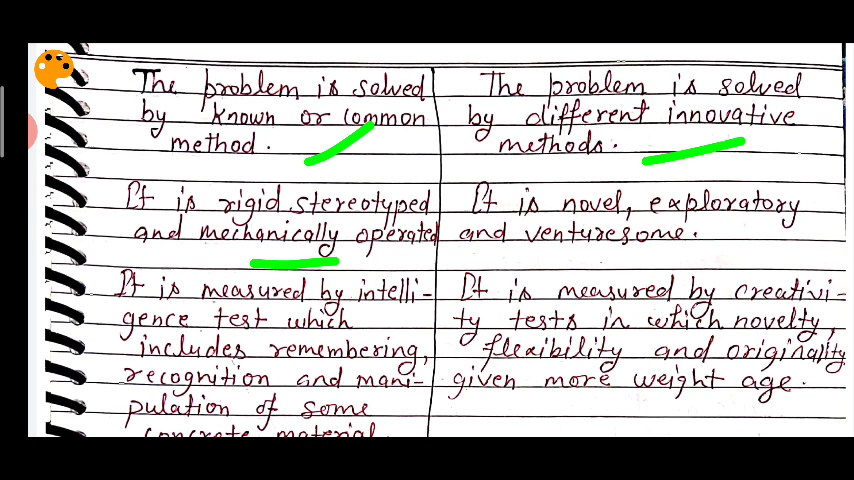 The problem is solved
by known or common
method.
It is rigid stereotyped
and mechanically operated
It is measured by intelli-
gence test which
includes remembering,
recognition and mani-
pulation of some
concrete material.
The problem is solved
by different innovative
methods.
It is novel, exploratory
and venturesome.
It is measured by creativi-
ty tests in which novelty,
flexibility and originality
given more weight age.